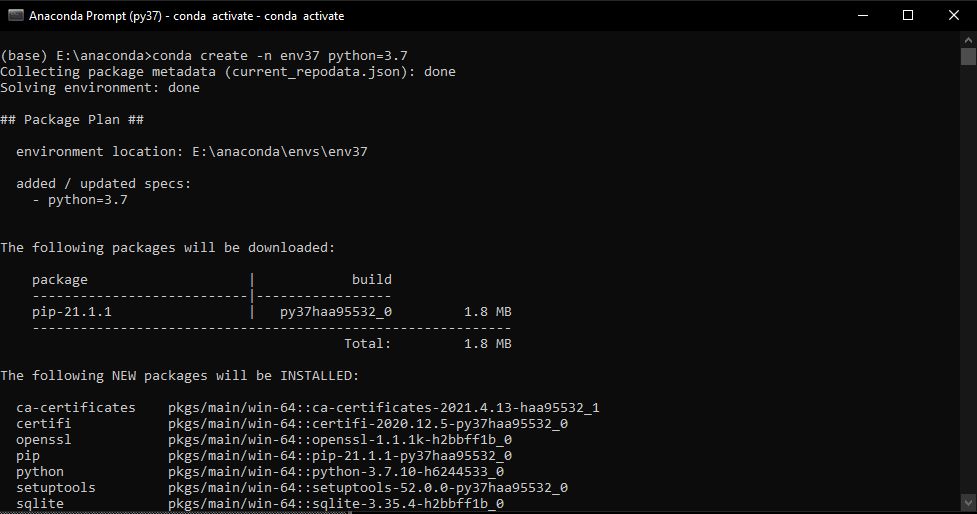 Anaconda Prompt (py37) - conda activate - conda activate
(base) E:\anaconda>conda create -n env37 python=3.7
Collecting package metadata (current_repodata.json): done
Solving environment: done
## Package Plan ##
environment location: E:\anaconda\envs\env37
added / updated specs:
- python=3.7
The following packages will be downloaded:
package | build
---------------------------|-----------------
pip-21.1.1 | py37haa95532_0 1.8 MB
------------------------------------------------------------
Total: 1.8 MB
The following NEW packages will be INSTALLED:
ca-certificates pkgs/main/win-64::ca-certificates-2021.4.13-haa95532_1
certifi pkgs/main/win-64::certifi-2020.12.5-py37haa95532_0
openssl pkgs/main/win-64::openssl-1.1.1k-h2bbff1b_0
pip pkgs/main/win-64::pip-21.1.1-py37haa95532_0
python pkgs/main/win-64::python-3.7.10-h6244533_0
setuptools pkgs/main/win-64::setuptools-52.0.0-py37haa95532_0
sqlite pkgs/main/win-64::sqlite-3.35.4-h2bbff1b_0